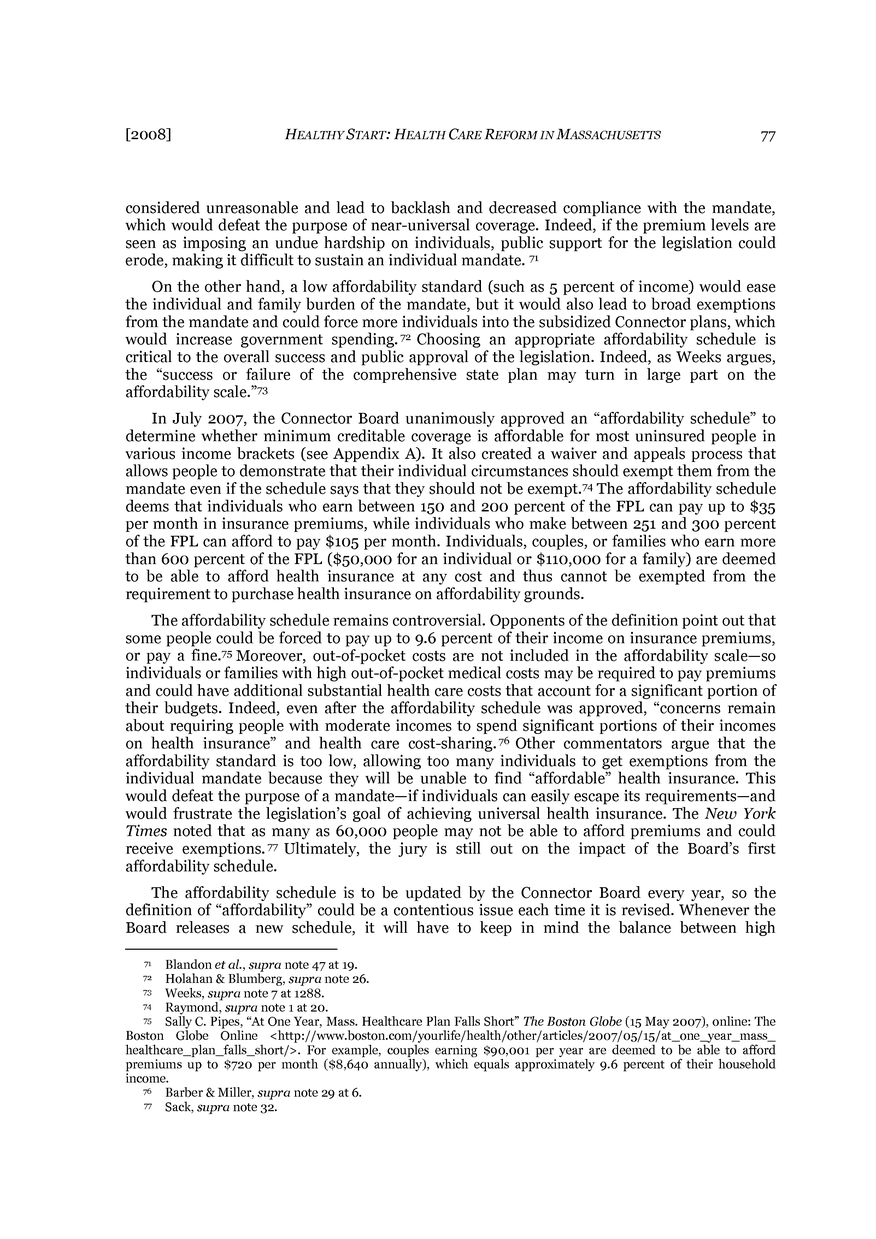 [2008] HEALTHY START: HEALTH CARE REFORM IN MASSACHUSETTS 77
considered unreasonable and lead to backlash and decreased compliance with the mandate,
which would defeat the purpose of near-universal coverage. Indeed, if the premium levels are
seen as imposing an undue hardship on individuals, public support for the legislation could
erode, making it difficult to sustain an individual mandate. 71
On the other hand, a low affordability standard (such as 5 percent of income) would ease
the individual and family burden of the mandate, but it would also lead to broad exemptions
from the mandate and could force more individuals into the subsidized Connector plans, which
would increase government spending. 72 Choosing an appropriate affordability schedule is
critical to the overall success and public approval of the legislation. Indeed, as Weeks argues,
the “success or failure of the comprehensive state plan may turn in large part on the
affordability scale.”73
In July 2007, the Connector Board unanimously approved an “affordability schedule” to
determine whether minimum creditable coverage is affordable for most uninsured people in
various income brackets (see Appendix A). It also created a waiver and appeals process that
allows people to demonstrate that their individual circumstances should exempt them from the
mandate even if the schedule says that they should not be exempt.74 The affordability schedule
deems that individuals who earn between 150 and 200 percent of the FPL can pay up to $35
per month in insurance premiums, while individuals who make between 251 and 300 percent
of the FPL can afford to pay $105 per month. Individuals, couples, or families who earn more
than 600 percent of the FPL ($50,000 for an individual or $110,000 for a family) are deemed
to be able to afford health insurance at any cost and thus cannot be exempted from the
requirement to purchase health insurance on affordability grounds.
The affordability schedule remains controversial. Opponents of the definition point out that
some people could be forced to pay up to 9.6 percent of their income on insurance premiums,
or pay a fine.75 Moreover, out-of-pocket costs are not included in the affordability scale—so
individuals or families with high out-of-pocket medical costs may be required to pay premiums
and could have additional substantial health care costs that account for a significant portion of
their budgets. Indeed, even after the affordability schedule was approved, “concerns remain
about requiring people with moderate incomes to spend significant portions of their incomes
on health insurance” and health care cost-sharing. 76 Other commentators argue that the
affordability standard is too low, allowing too many individuals to get exemptions from the
individual mandate because they will be unable to find “affordable” health insurance. This
would defeat the purpose of a mandate—if individuals can easily escape its requirements—and
would frustrate the legislation’s goal of achieving universal health insurance. The New York
Times noted that as many as 60,000 people may not be able to afford premiums and could
receive exemptions. 77 Ultimately, the jury is still out on the impact of the Board’s first
affordability schedule.
The affordability schedule is to be updated by the Connector Board every year, so the
definition of “affordability” could be a contentious issue each time it is revised. Whenever the
Board releases a new schedule, it will have to keep in mind the balance between high
71 Blandon et al., supra note 47 at 19.
72 Holahan & Blumberg, supra note 26.
73 Weeks, supra note 7 at 1288.
74 Raymond, supra note 1 at 20.
75 Sally C. Pipes, “At One Year, Mass. Healthcare Plan Falls Short” The Boston Globe (15 May 2007), online: The
Boston Globe Online <http://www.boston.com/yourlife/health/other/articles/2007/05/15/at_one_year_mass_
healthcare_plan_falls_short/>. For example, couples earning $90,001 per year are deemed to be able to afford
premiums up to $720 per month ($8,640 annually), which equals approximately 9.6 percent of their household
income.
76 Barber & Miller, supra note 29 at 6.
77 Sack, supra note 32.